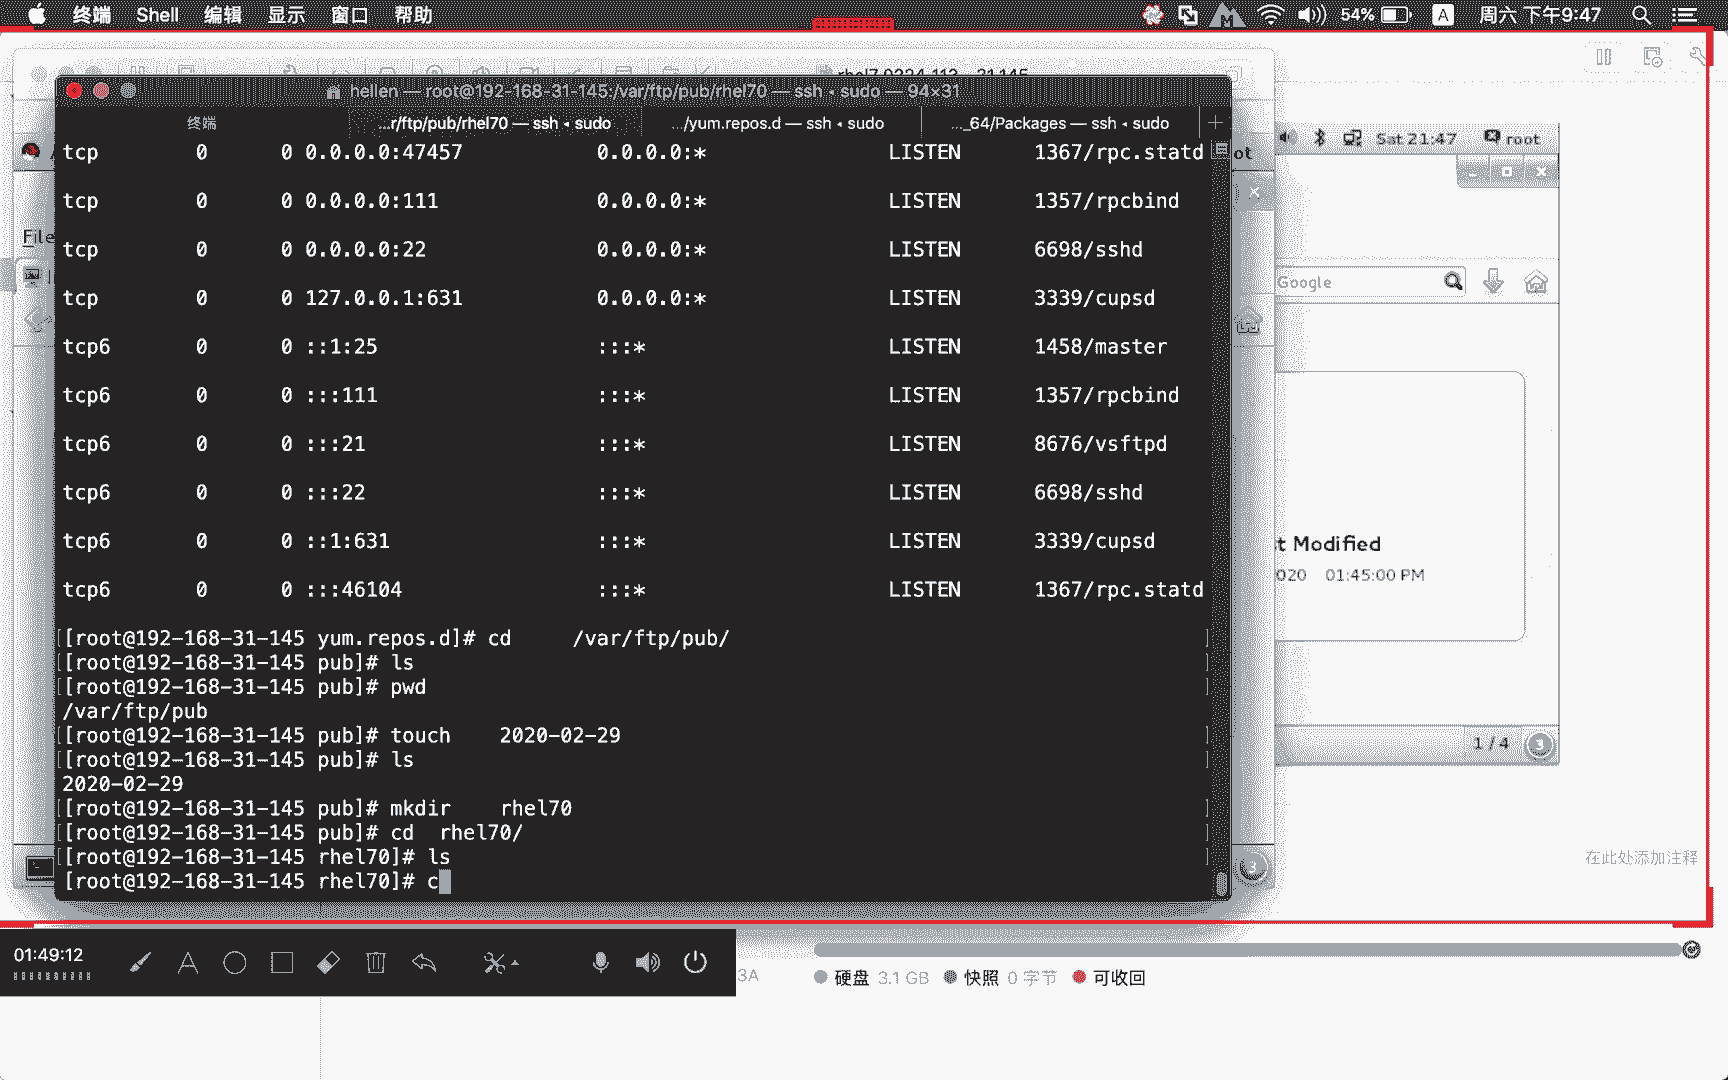 终端 Shell 编辑 显示 窗口 帮助 54% A 周六 下午9:47
hellen — root@192-168-31-145:/var/ftp/pub/rhel70 — ssh ◂ sudo — 94×31
终端 ...r/ftp/pub/rhel70 — ssh ◂ sudo .../yum.repos.d — ssh ◂ sudo ..._64/Packages — ssh ◂ sudo +
Sat 21:47 root
File
tcp 0 0 0.0.0.0:47457 0.0.0.0:* LISTEN 1367/rpc.statd
tcp 0 0 0.0.0.0:111 0.0.0.0:* LISTEN 1357/rpcbind
tcp 0 0 0.0.0.0:22 0.0.0.0:* LISTEN 6698/sshd
tcp 0 0 127.0.0.1:631 0.0.0.0:* LISTEN 3339/cupsd
tcp6 0 0 ::1:25 :::* LISTEN 1458/master
tcp6 0 0 :::111 :::* LISTEN 1357/rpcbind
tcp6 0 0 :::21 :::* LISTEN 8676/vsftpd
tcp6 0 0 :::22 :::* LISTEN 6698/sshd
tcp6 0 0 ::1:631 :::* LISTEN 3339/cupsd
tcp6 0 0 :::46104 :::* LISTEN 1367/rpc.statd
[root@192-168-31-145 yum.repos.d]# cd /var/ftp/pub/
[root@192-168-31-145 pub]# ls
[root@192-168-31-145 pub]# pwd
/var/ftp/pub
[root@192-168-31-145 pub]# touch 2020-02-29
[root@192-168-31-145 pub]# ls
2020-02-29
[root@192-168-31-145 pub]# mkdir rhel70
[root@192-168-31-145 pub]# cd rhel70/
[root@192-168-31-145 rhel70]# ls
[root@192-168-31-145 rhel70]# c
Google
t Modified
020 01:45:00 PM
1 / 4 3
3
在此处添加注释
01:49:12
3A 硬盘 3.1 GB 快照 0 字节 可收回